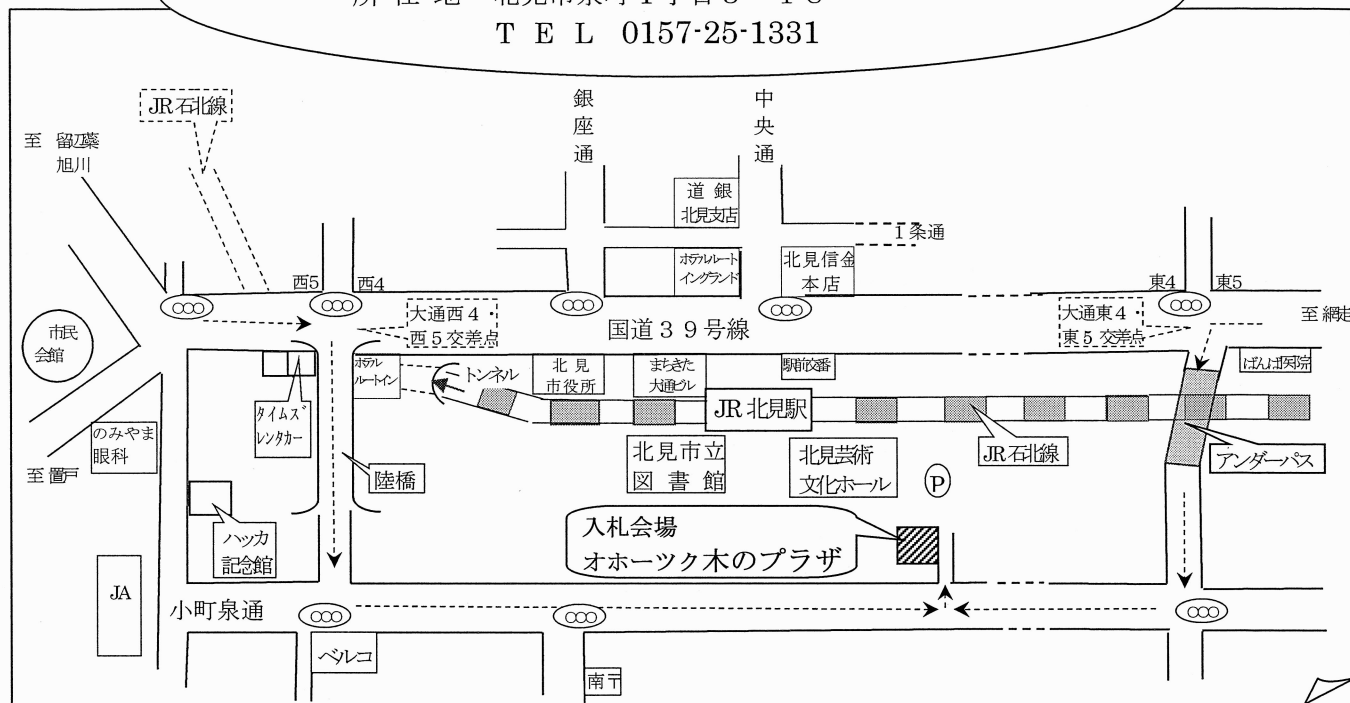 ＴＥＬ 0157-25-1331
JR石北線
至 留辺蘂
旭川
銀座通
中央通
道銀
北見支店
1条通
ホテルルート
イングランド
北見信金
本店
西5
西4
東4
東5
大通西4・
西5交差点
国道39号線
大通東4・
東5交差点
至網走
市民
会館
ホテル
ルートイン
トンネル
北見
市役所
まちきた
大通ビル
駅前交番
ばんば医院
タイムズ
レンタカー
JR北見駅
のみやま
眼科
至置戸
陸橋
北見市立
図書館
北見芸術
文化ホール
P
JR石北線
アンダーパス
ハッカ
記念館
入札会場
オホーツク木のプラザ
JA
小町泉通
ベルコ
南〒